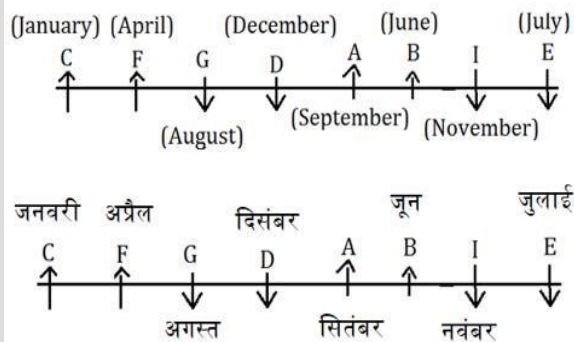 (January) (April) (December) (June) (July)
C F G D A B I E
(August) (September) (November)
जनवरी अप्रैल दिसंबर जून जुलाई
C F G D A B I E
अगस्त सितंबर नवंबर